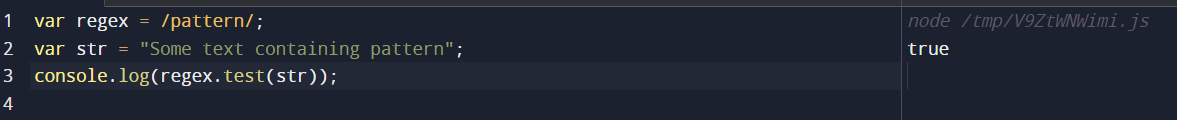 1 var regex = /pattern/;
2 var str = "Some text containing pattern";
3 console.log(regex.test(str));
4
node /tmp/V9ZtWNWimi.js
true